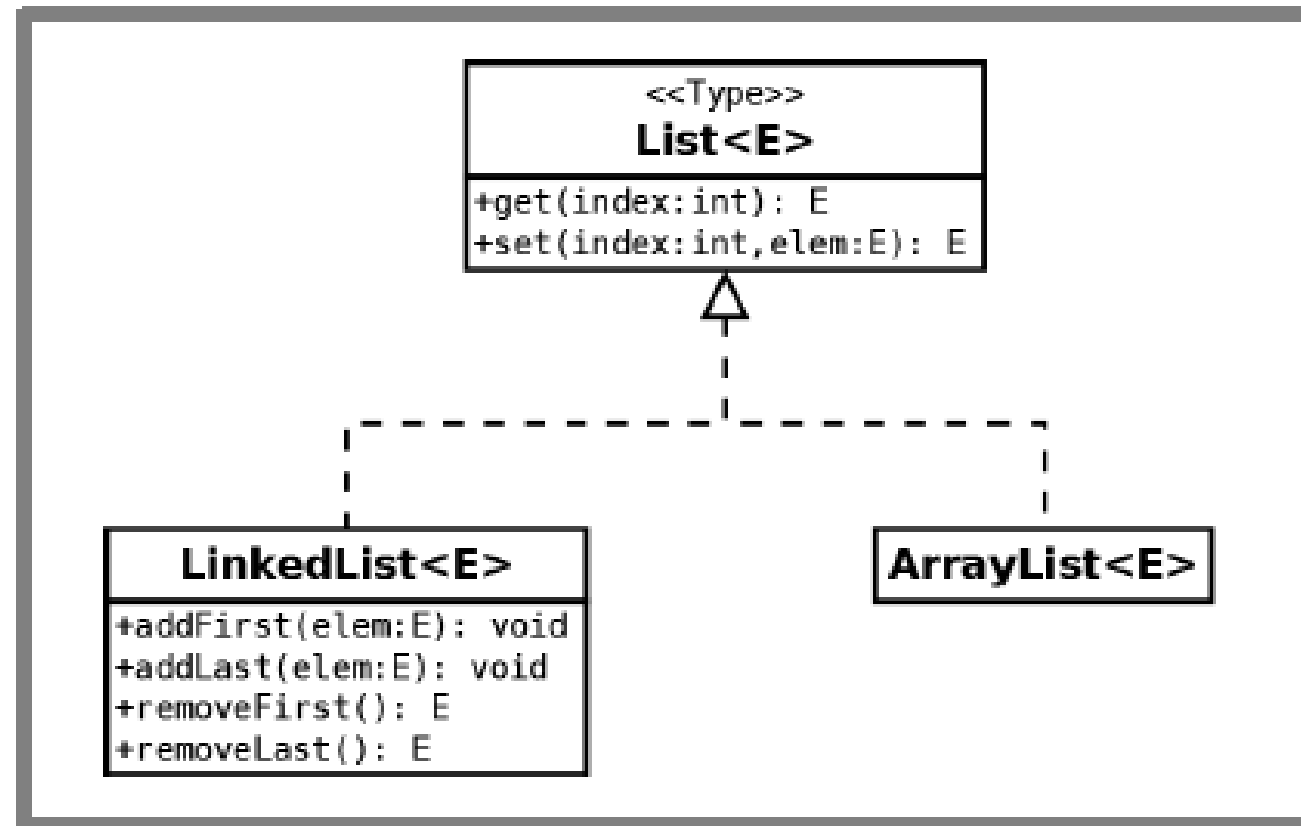 <<Type>>
List<E>
+get(index:int): E
+set(index:int,elem:E): E
LinkedList<E>
+addFirst(elem:E): void
+addLast(elem:E): void
+removeFirst(): E
+removeLast(): E
ArrayList<E>